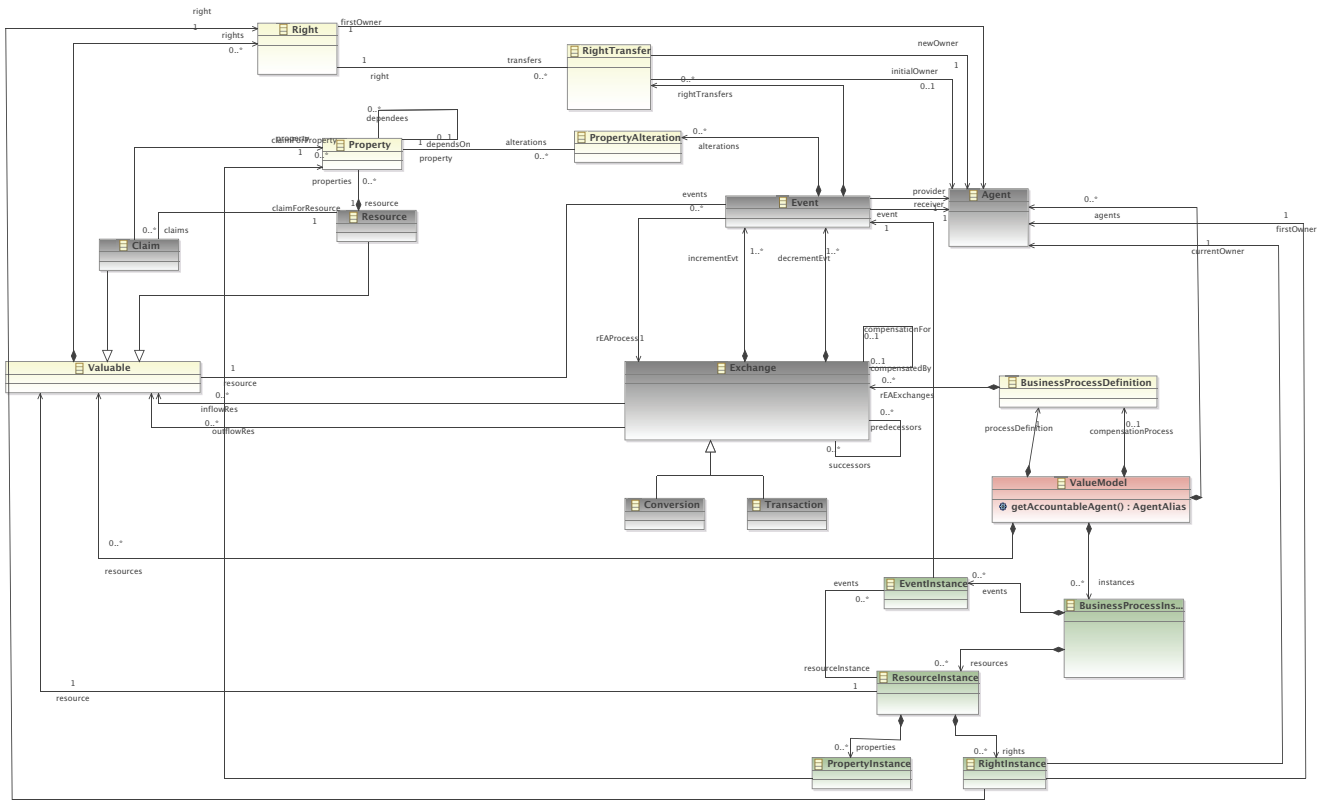 right
1
Right
firstOwner
1
rights
0..*
RightTransfer
newOwner
1
1
right
transfers
0..*
initialOwner
0..1
0..*
rightTransfers
0..*
dependees
property
claimForProperty
1
0..*
Property
0..1
1
dependsOn
property
alterations
0..*
PropertyAlteration
0..*
alterations
properties
0..*
1
resource
claimForResource
1
Resource
0..*
claims
Claim
events
0..*
Event
provider
receiver
1
1
event
1
Agent
0..*
agents
1
firstOwner
1
currentOwner
incrementEvt
1..*
decrementEvt
1..*
rEAProcess
1
compensationFor
0..1
0..1
compensatedBy
Valuable
1
resource
Exchange
0..*
rEAExchanges
BusinessProcessDefinition
0..*
inflowRes
0..*
outflowRes
0..*
predecessors
0..*
successors
processDefinition
1
0..1
compensationProcess
ValueModel
getAccountableAgent() : AgentAlias
Conversion
Transaction
0..*
resources
EventInstance
0..*
events
0..*
instances
events
0..*
BusinessProcessIns...
resourceInstance
1
ResourceInstance
0..*
resources
1
resource
0..*
properties
0..*
rights
PropertyInstance
RightInstance